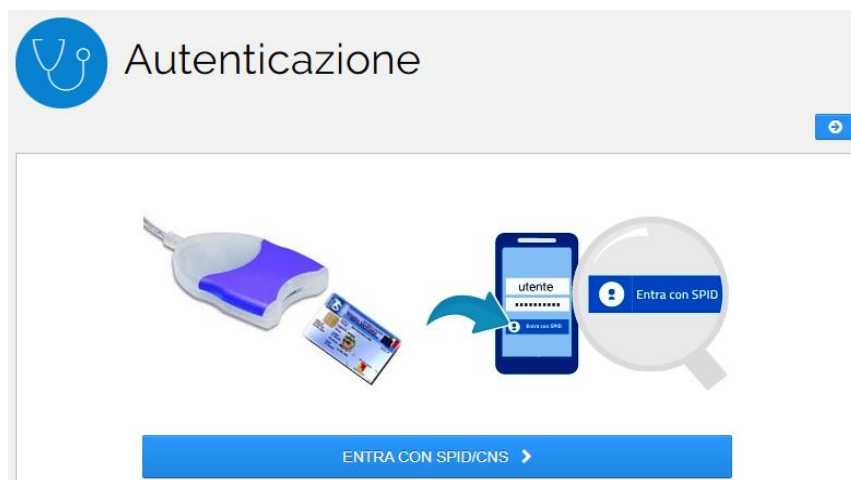 Autenticazione
utente
••••••••••
Entra con SPID
Entra con SPID
ENTRA CON SPID/CNS